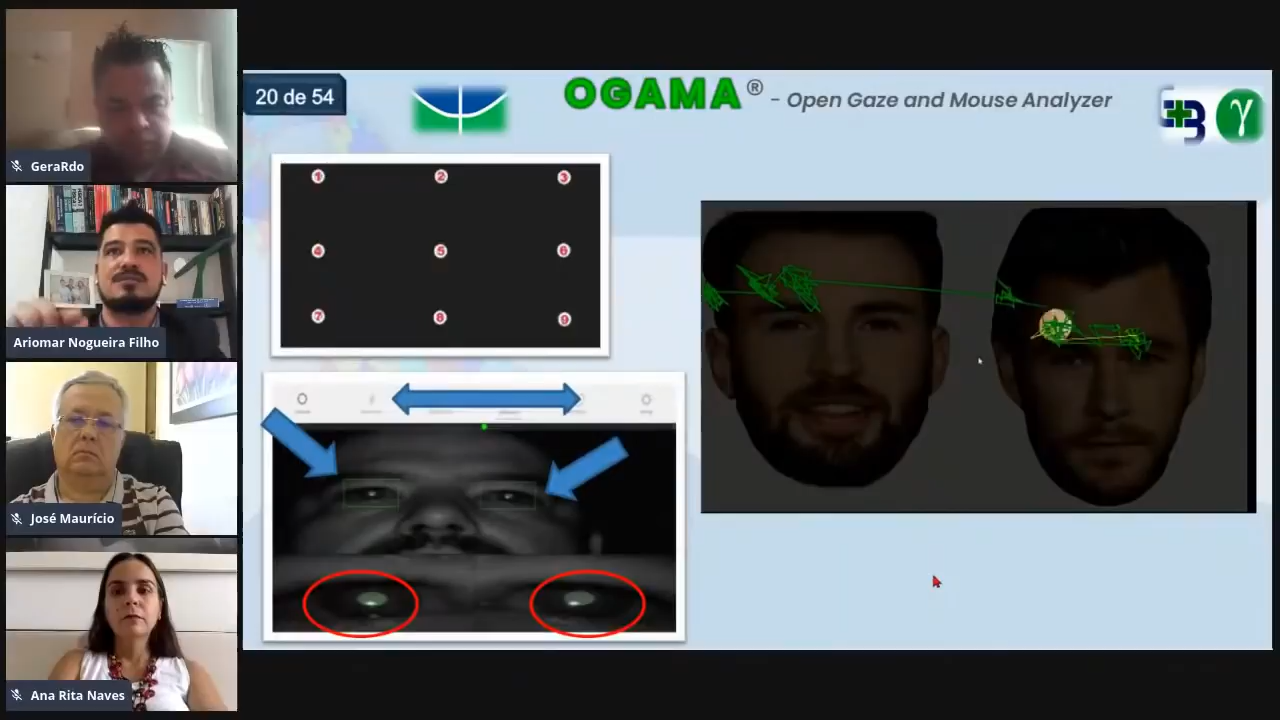 GeraRdo
Ariomar Nogueira Filho
José Maurício
Ana Rita Naves
20 de 54
OGAMA® - Open Gaze and Mouse Analyzer
γ
1 2 3
4 5 6
7 8 9